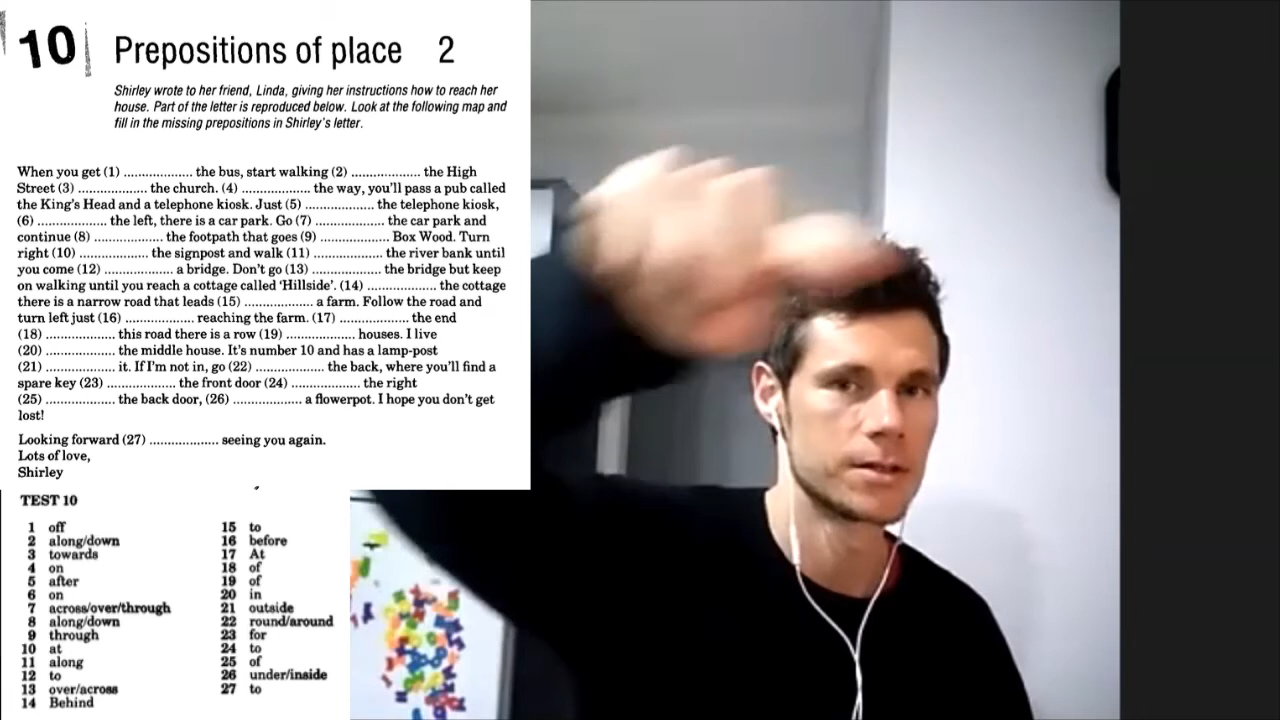 10 Prepositions of place 2
Shirley wrote to her friend, Linda, giving her instructions how to reach her
house. Part of the letter is reproduced below. Look at the following map and
fill in the missing prepositions in Shirley's letter.
When you get (1) ................... the bus, start walking (2) ................... the High
Street (3) ................... the church. (4) ................... the way, you'll pass a pub called
the King's Head and a telephone kiosk. Just (5) ................... the telephone kiosk,
(6) ................... the left, there is a car park. Go (7) ................... the car park and
continue (8) ................... the footpath that goes (9) ................... Box Wood. Turn
right (10) ................... the signpost and walk (11) ................... the river bank until
you come (12) ................... a bridge. Don't go (13) ................... the bridge but keep
on walking until you reach a cottage called 'Hillside'. (14) ................... the cottage
there is a narrow road that leads (15) ................... a farm. Follow the road and
turn left just (16) ................... reaching the farm. (17) ................... the end
(18) ................... this road there is a row (19) ................... houses. I live
(20) ................... the middle house. It's number 10 and has a lamp-post
(21) ................... it. If I'm not in, go (22) ................... the back, where you'll find a
spare key (23) ................... the front door (24) ................... the right
(25) ................... the back door, (26) ................... a flowerpot. I hope you don't get
lost!
Looking forward (27) ................... seeing you again.
Lots of love,
Shirley
TEST 10
1 off
2 along/down
3 towards
4 on
5 after
6 on
7 across/over/through
8 along/down
9 through
10 at
11 along
12 to
13 over/across
14 Behind
15 to
16 before
17 At
18 of
19 of
20 in
21 outside
22 round/around
23 for
24 to
25 of
26 under/inside
27 to